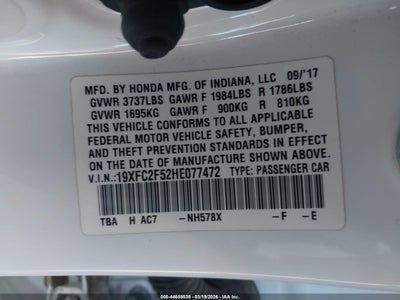 MFD. BY HONDA MFG. OF INDIANA, LLC 09/'17
GVWR 3737LBS GAWR F 1984LBS R 1786LBS
GVWR 1695KG GAWR F 900KG R 810KG
THIS VEHICLE CONFORMS TO ALL APPLICABLE
FEDERAL MOTOR VEHICLE SAFETY, BUMPER,
AND THEFT PREVENTION STANDARDS IN EFFECT
ON THE DATE OF MANUFACTURE SHOWN ABOVE.
V.I.N.:19XFC2F52HE077472 TYPE: PASSENGER CAR
TBA H AC7 -NH578X -F -E
000-44659539 - 03/19/2026 - IAA Inc.